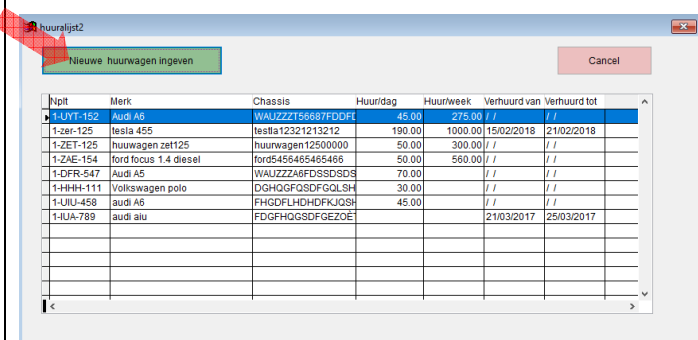 huuralijst2
Nieuwe huurwagen ingeven
Cancel
Nplt Merk Chassis Huur/dag Huur/week Verhuurd van Verhuurd tot
1-UYT-152 Audi A6 WAUZZZT56687FDDFD 45.00 275.00 / / / /
1-zer-125 tesla 455 testla12321213212 190.00 1000.00 15/02/2018 21/02/2018
1-ZET-125 huuwagen zet125 huurwagen12500000 50.00 300.00 / / / /
1-ZAE-154 ford focus 1.4 diesel ford5456465465466 50.00 560.00 / / / /
1-DFR-547 Audi A5 WAUZZZA6FDSSDSDS 70.00 / / / /
1-HHH-111 Volkswagen polo DGHQGFQSDFGQLSH 30.00 / / / /
1-UIU-458 audi A6 FHGDFLHDHDFKJQSH 45.00 / / / /
1-IUA-789 audi aiu FDGFHQGSDFGEZOÈ 21/03/2017 25/03/2017